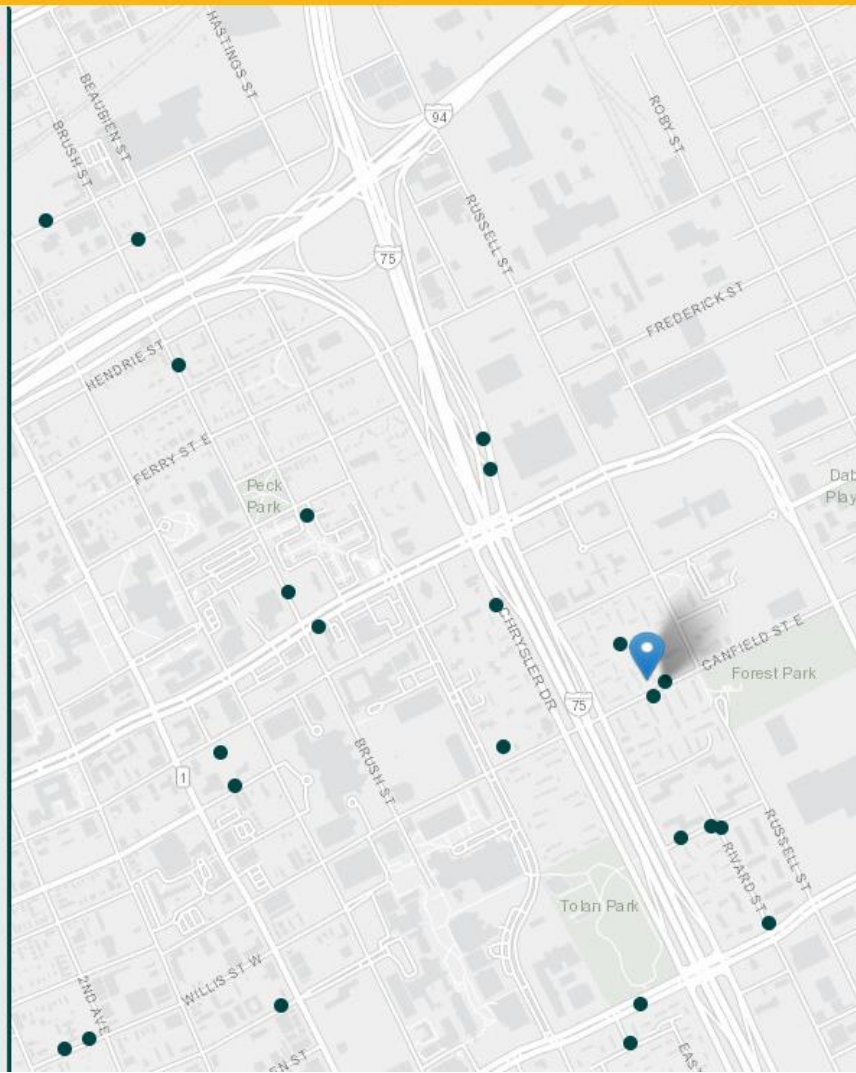 HASTINGS ST
BEAUBIEN ST
BRUSH ST
94
ROBY ST
RUSSELL ST
75
FREDERICK ST
HENDRIE ST
FERRY ST E
Peck
Park
CHRYSLER DR
CANFIELD ST E
Forest Park
75
1
BRUSH ST
RUSSELL ST
RIVARD ST
Tolan Park
WILLIS ST W
2ND AVE